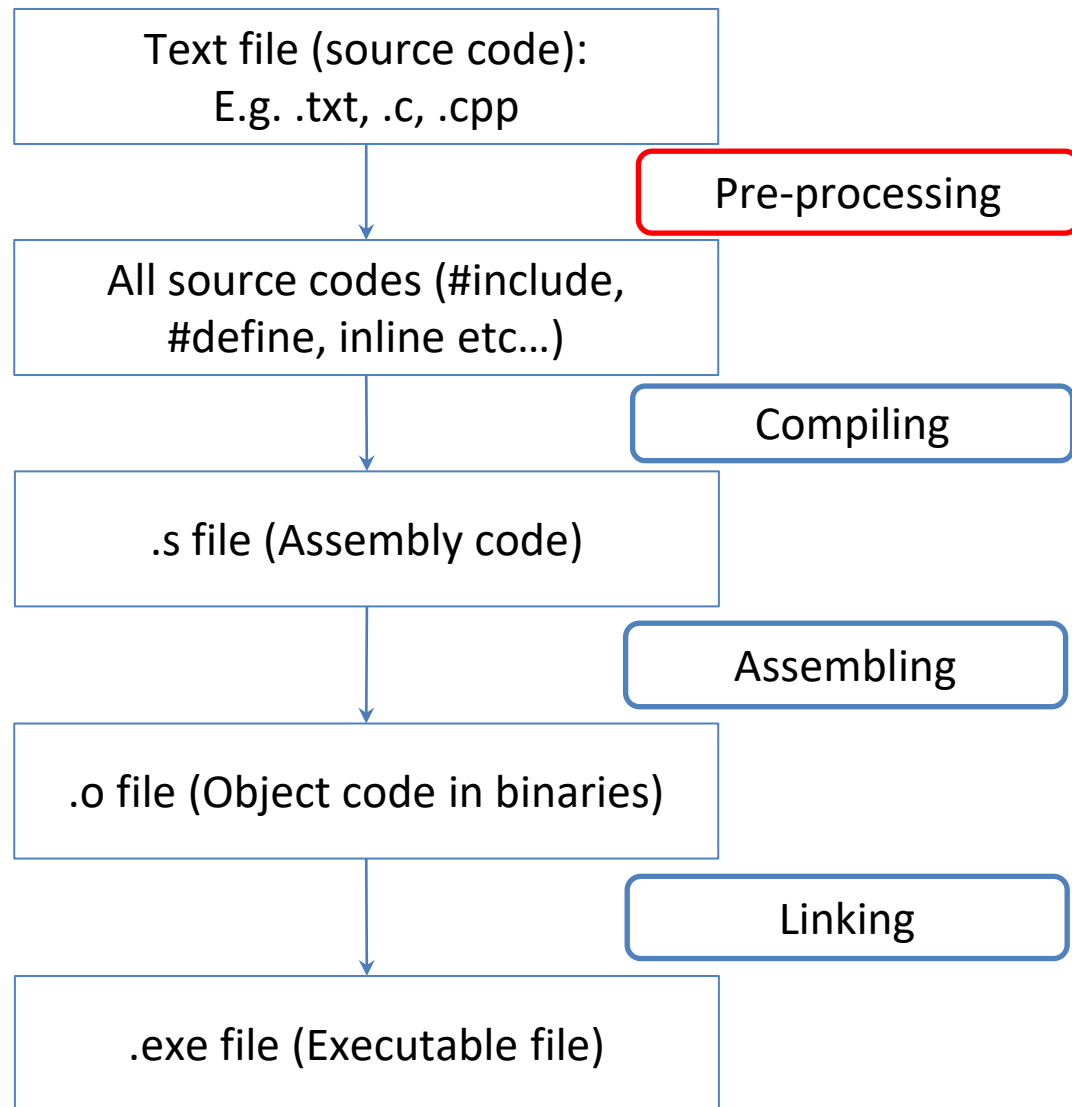 Text file (source code):
E.g. .txt, .c, .cpp
Pre-processing
All source codes (#include,
#define, inline etc…)
Compiling
.s file (Assembly code)
Assembling
.o file (Object code in binaries)
Linking
.exe file (Executable file)